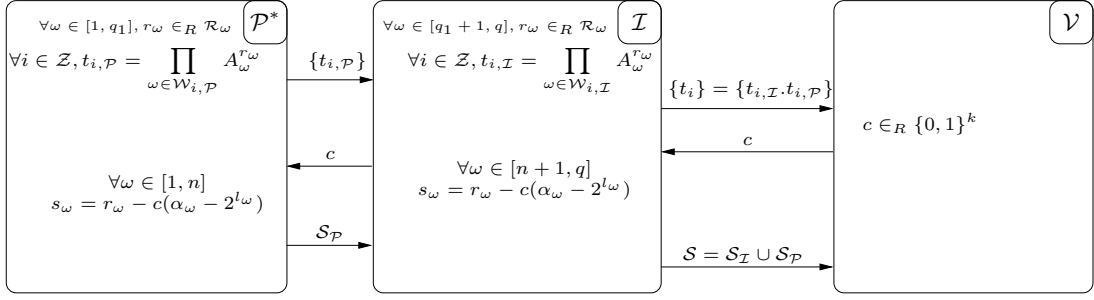 ∀ω ∈ [1, q₁], r_ω ∈_R ℛ_ω
𝒫*
∀i ∈ 𝒵, t_{i,𝒫} = ∏_{ω∈𝒲_{i,𝒫}} A_ω^{r_ω}
{t_{i,𝒫}}
∀ω ∈ [q₁ + 1, q], r_ω ∈_R ℛ_ω
ℐ
∀i ∈ 𝒵, t_{i,ℐ} = ∏_{ω∈𝒲_{i,ℐ}} A_ω^{r_ω}
{t_i} = {t_{i,ℐ}.t_{i,𝒫}}
𝒱
c ∈_R {0, 1}^k
c
c
∀ω ∈ [1, n]
s_ω = r_ω − c(α_ω − 2^{l_ω})
∀ω ∈ [n + 1, q]
s_ω = r_ω − c(α_ω − 2^{l_ω})
𝒮_𝒫
𝒮 = 𝒮_ℐ ∪ 𝒮_𝒫